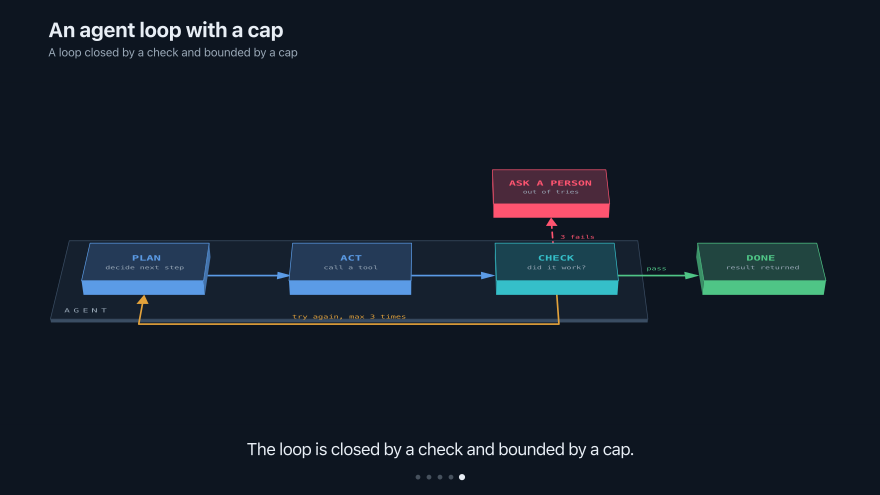 An agent loop with a cap
A loop closed by a check and bounded by a cap
ASK A PERSON
out of tries
3 fails
PLAN
decide next step
ACT
call a tool
CHECK
did it work?
pass
DONE
result returned
AGENT
try again, max 3 times
The loop is closed by a check and bounded by a cap.